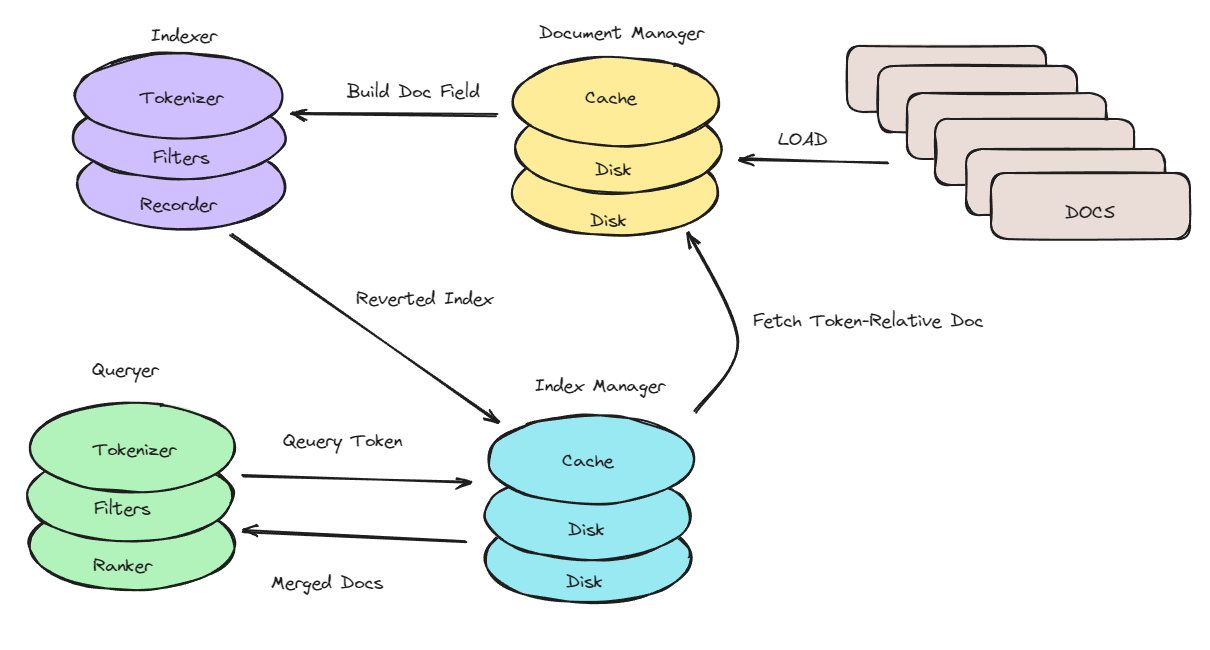 Indexer
Document Manager
Tokenizer
Filters
Recorder
Build Doc Field
Cache
Disk
Disk
LOAD
DOCS
Reverted Index
Fetch Token-Relative Doc
Queryer
Index Manager
Tokenizer
Filters
Ranker
Qeuery Token
Merged Docs
Cache
Disk
Disk